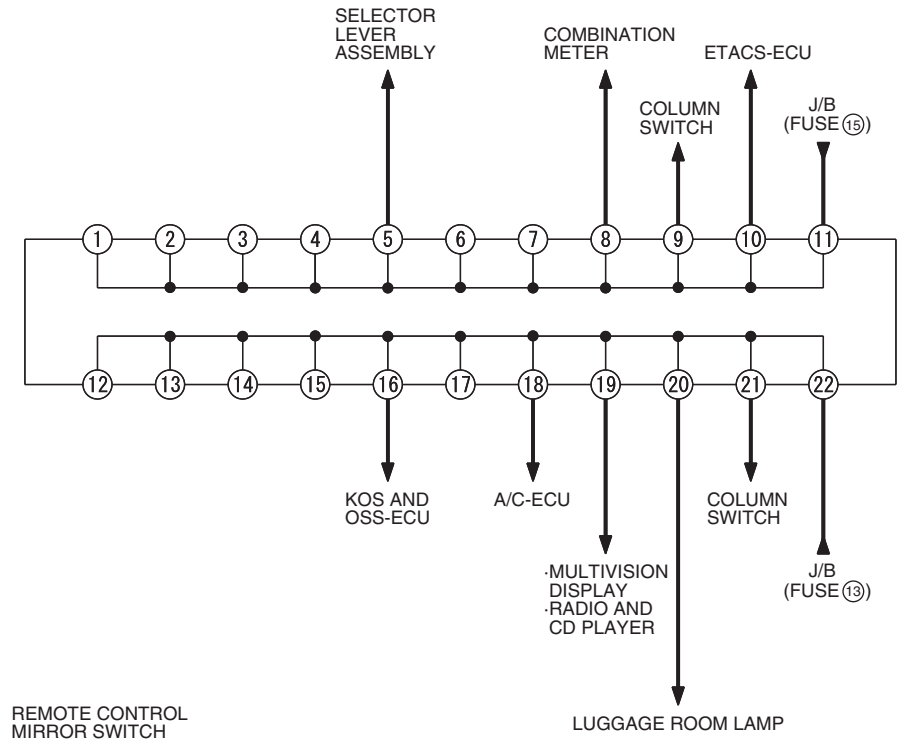 SELECTOR
LEVER
ASSEMBLY
COMBINATION
METER
ETACS-ECU
COLUMN
SWITCH
J/B
(FUSE 15)
1 2 3 4 5 6 7 8 9 10 11
12 13 14 15 16 17 18 19 20 21 22
KOS AND
OSS-ECU
A/C-ECU
·MULTIVISION
DISPLAY
·RADIO AND
CD PLAYER
COLUMN
SWITCH
J/B
(FUSE 13)
LUGGAGE ROOM LAMP
REMOTE CONTROL
MIRROR SWITCH